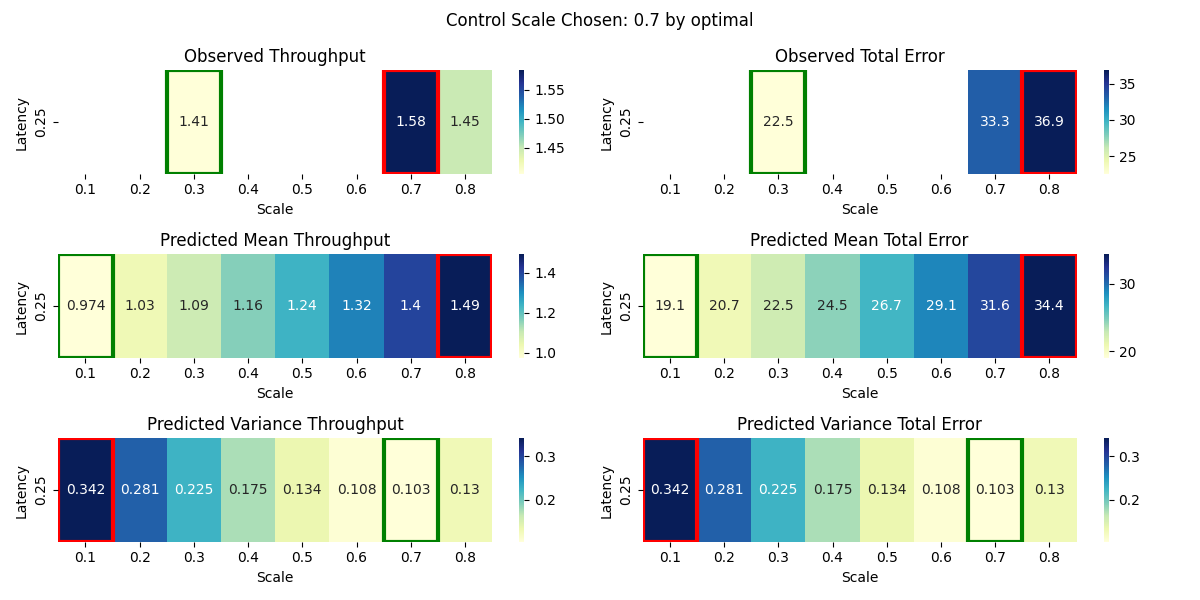 Control Scale Chosen: 0.7 by optimal
Observed Throughput
Latency
0.25
1.41 1.58 1.45
0.1 0.2 0.3 0.4 0.5 0.6 0.7 0.8
Scale
1.55
1.50
1.45
Observed Total Error
Latency
0.25
22.5 33.3 36.9
0.1 0.2 0.3 0.4 0.5 0.6 0.7 0.8
Scale
35
30
25
Predicted Mean Throughput
Latency
0.25
0.974 1.03 1.09 1.16 1.24 1.32 1.4 1.49
0.1 0.2 0.3 0.4 0.5 0.6 0.7 0.8
Scale
1.4
1.2
1.0
Predicted Mean Total Error
Latency
0.25
19.1 20.7 22.5 24.5 26.7 29.1 31.6 34.4
0.1 0.2 0.3 0.4 0.5 0.6 0.7 0.8
Scale
30
20
Predicted Variance Throughput
Latency
0.25
0.342 0.281 0.225 0.175 0.134 0.108 0.103 0.13
0.1 0.2 0.3 0.4 0.5 0.6 0.7 0.8
Scale
0.3
0.2
Predicted Variance Total Error
Latency
0.25
0.342 0.281 0.225 0.175 0.134 0.108 0.103 0.13
0.1 0.2 0.3 0.4 0.5 0.6 0.7 0.8
Scale
0.3
0.2